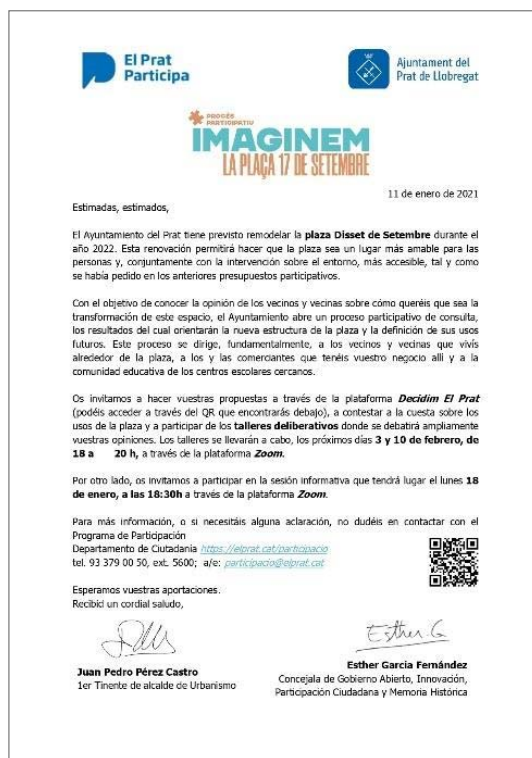 El Prat
Participa
Ajuntament del
Prat de Llobregat
PROCÉS
PARTICIPATIU
IMAGINEM
LA PLAÇA 17 DE SETEMBRE
11 de enero de 2021
Estimadas, estimados,
El Ayuntamiento del Prat tiene previsto remodelar la plaza Disset de Setembre durante el
año 2022. Esta renovación permitirá hacer que la plaza sea un lugar más amable para las
personas y, conjuntamente con la intervención sobre el entorno, más accesible, tal y como
se había pedido en los anteriores presupuestos participativos.
Con el objetivo de conocer la opinión de los vecinos y vecinas sobre cómo queréis que sea la
transformación de este espacio, el Ayuntamiento abre un proceso participativo de consulta,
los resultados del cual orientarán la nueva estructura de la plaza y la definición de sus usos
futuros. Este proceso se dirige, fundamentalmente, a los vecinos y vecinas que vivís
alrededor de la plaza, a los y las comerciantes que tenéis vuestro negocio allí y a la
comunidad educativa de los centros escolares cercanos.
Os invitamos a hacer vuestras propuestas a través de la plataforma Decidim El Prat
(podéis acceder a través del QR que encontrarás debajo), a contestar a la cuesta sobre los
usos de la plaza y a participar de los talleres deliberativos donde se debatirá ampliamente
vuestras opiniones. Los talleres se llevarán a cabo, los próximos días 3 y 10 de febrero, de
18 a 20 h, a través de la plataforma Zoom.
Por otro lado, os invitamos a participar en la sesión informativa que tendrá lugar el lunes 18
de enero, a las 18:30h a través de la plataforma Zoom.
Para más información, o si necesitáis alguna aclaración, no dudéis en contactar con el
Programa de Participación
Departamento de Ciudadanía https://elprat.cat/participacio
tel. 93 379 00 50, ext. 5600; a/e: participacio@elprat.cat
Esperamos vuestras aportaciones.
Recibid un cordial saludo,
Esther G
Juan Pedro Pérez Castro
1er Tinente de alcalde de Urbanismo
Esther García Fernández
Concejala de Gobierno Abierto, Innovación,
Participación Ciudadana y Memoria Histórica